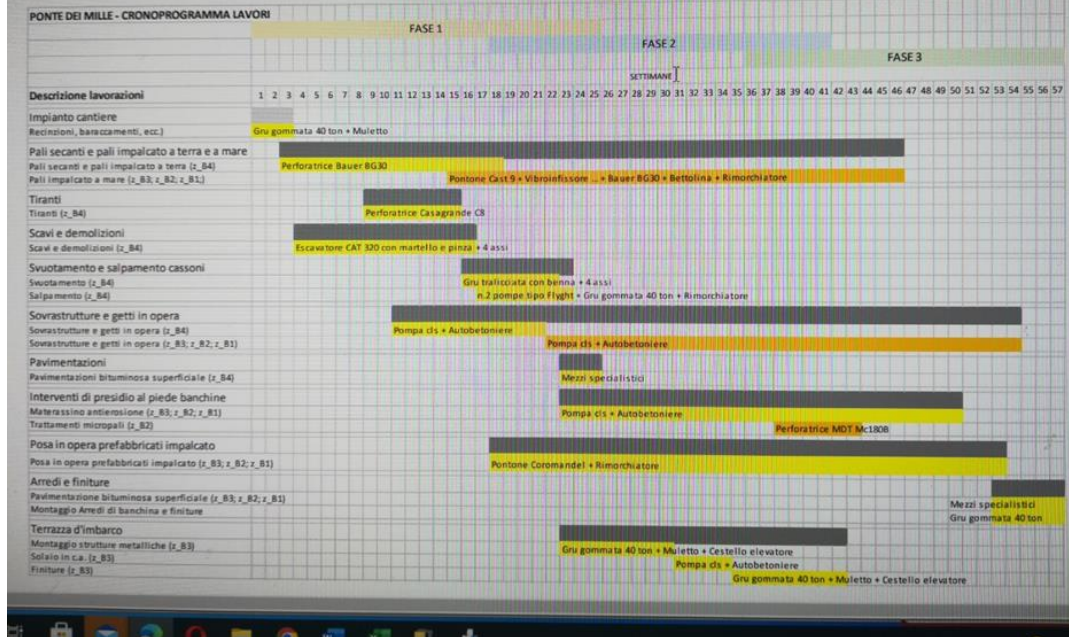 PONTE DEI MILLE - CRONOPROGRAMMA LAVORI
FASE 1
FASE 2
FASE 3
SETTIMANE
Descrizione lavorazioni 1 2 3 4 5 6 7 8 9 10 11 12 13 14 15 16 17 18 19 20 21 22 23 24 25 26 27 28 29 30 31 32 33 34 35 36 37 38 39 40 41 42 43 44 45 46 47 48 49 50 51 52 53 54 55 56 57
Impianto cantiere
Recinzioni, baraccamenti, ecc.) Gru gommata 40 ton + Muletto
Pali secanti e pali impalcato a terra e a mare
Pali secanti e pali impalcato a terra (z_B4) Perforatrice Bauer BG30
Pali impalcato a mare (z_B3; z_B2; z_B1;) Pontone Cast 9 + Vibroinfissore ... + Bauer BG30 + Bettolina + Rimorchiatore
Tiranti
Tiranti (z_B4) Perforatrice Casagrande C8
Scavi e demolizioni
Scavi e demolizioni (z_B4) Escavatore CAT 320 con martello e pinza + 4 assi
Svuotamento e salpamento cassoni
Svuotamento (z_B4) Gru tralicciata con benna + 4 assi
Salpamento (z_B4) n.2 pompe tipo Flyght + Gru gommata 40 ton + Rimorchiatore
Sovrastrutture e getti in opera
Sovrastrutture e getti in opera (z_B4) Pompa cls + Autobetoniere
Sovrastrutture e getti in opera (z_B3; z_B2; z_B1) Pompa cls + Autobetoniere
Pavimentazioni
Pavimentazioni bituminosa superficiale (z_B4) Mezzi specialistici
Interventi di presidio al piede banchine
Materassino antierosione (z_B3; z_B2; z_B1) Pompa cls + Autobetoniere
Trattamenti micropali (z_B2) Perforatrice MDT Mc180B
Posa in opera prefabbricati impalcato
Posa in opera prefabbricati impalcato (z_B3; z_B2; z_B1) Pontone Coromandel + Rimorchiatore
Arredi e finiture
Pavimentazione bituminosa superficiale (z_B3; z_B2; z_B1) Mezzi specialistici
Montaggio Arredi di banchina e finiture Gru gommata 40 ton
Terrazza d'imbarco
Montaggio strutture metalliche (z_B3) Gru gommata 40 ton + Muletto + Cestello elevatore
Solaio in c.a. (z_B3) Pompa cls + Autobetoniere
Finiture (z_B3) Gru gommata 40 ton + Muletto + Cestello elevatore